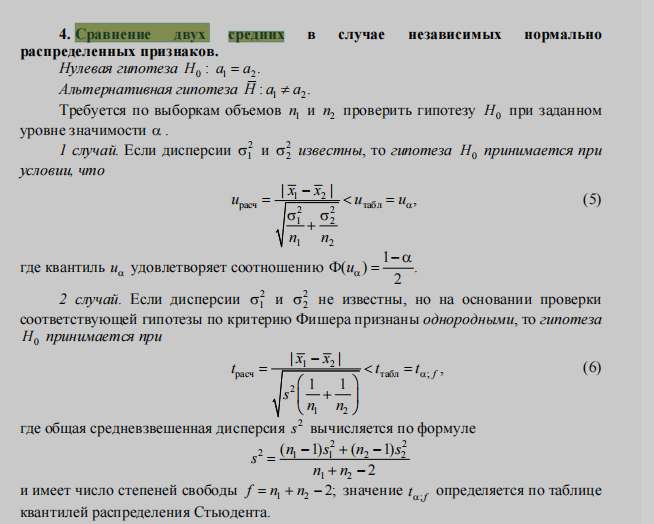 4. Сравнение двух средних в случае независимых нормально
распределенных признаков.
Нулевая гипотеза H₀ : a₁ = a₂.
Альтернативная гипотеза H̅ : a₁ ≠ a₂.
Требуется по выборкам объемов n₁ и n₂ проверить гипотезу H₀ при заданном
уровне значимости α .
1 случай. Если дисперсии σ₁² и σ₂² известны, то гипотеза H₀ принимается при
условии, что
u_расч = |x̅₁ − x̅₂| / √(σ₁²/n₁ + σ₂²/n₂) < u_табл = u_α, (5)
где квантиль u_α удовлетворяет соотношению Φ(u_α) = (1−α)/2.
2 случай. Если дисперсии σ₁² и σ₂² не известны, но на основании проверки
соответствующей гипотезы по критерию Фишера признаны однородными, то гипотеза
H₀ принимается при
t_расч = |x̅₁ − x̅₂| / √(s²(1/n₁ + 1/n₂)) < t_табл = t_α;f , (6)
где общая средневзвешенная дисперсия s² вычисляется по формуле
s² = ((n₁ − 1)s₁² + (n₂ − 1)s₂²) / (n₁ + n₂ − 2)
и имеет число степеней свободы f = n₁ + n₂ − 2; значение t_α;f определяется по таблице
квантилей распределения Стьюдента.